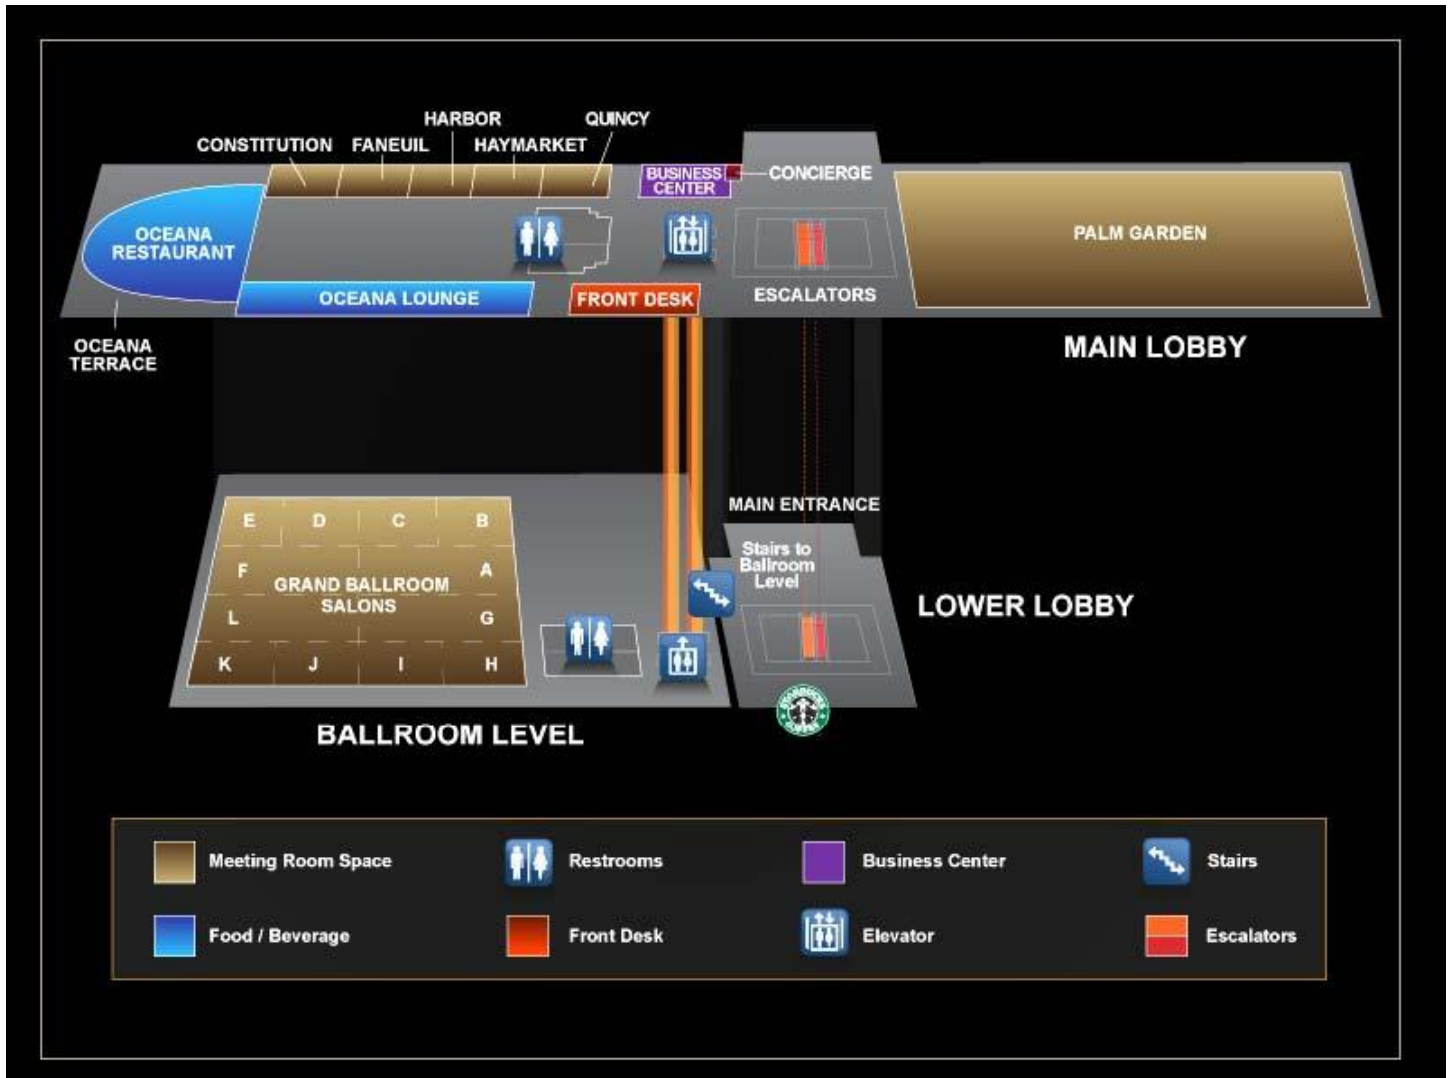 HARBOR
QUINCY
CONSTITUTION
FANEUIL
HAYMARKET
BUSINESS
CENTER
CONCIERGE
OCEANA
RESTAURANT
PALM GARDEN
OCEANA LOUNGE
FRONT DESK
ESCALATORS
OCEANA
TERRACE
MAIN LOBBY
MAIN ENTRANCE
E
D
C
B
Stairs to
Ballroom
Level
F
A
GRAND BALLROOM
SALONS
L
G
LOWER LOBBY
K
J
I
H
STARBUCKS
COFFEE
BALLROOM LEVEL
Meeting Room Space
Restrooms
Business Center
Stairs
Food / Beverage
Front Desk
Elevator
Escalators